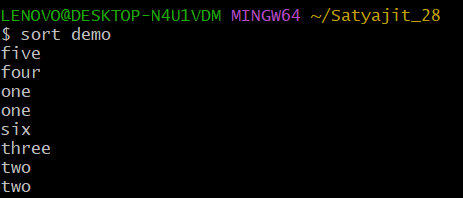 LENOVO@DESKTOP-N4U1VDM MINGW64 ~/Satyajit_28
$ sort demo
five
four
one
one
six
three
two
two